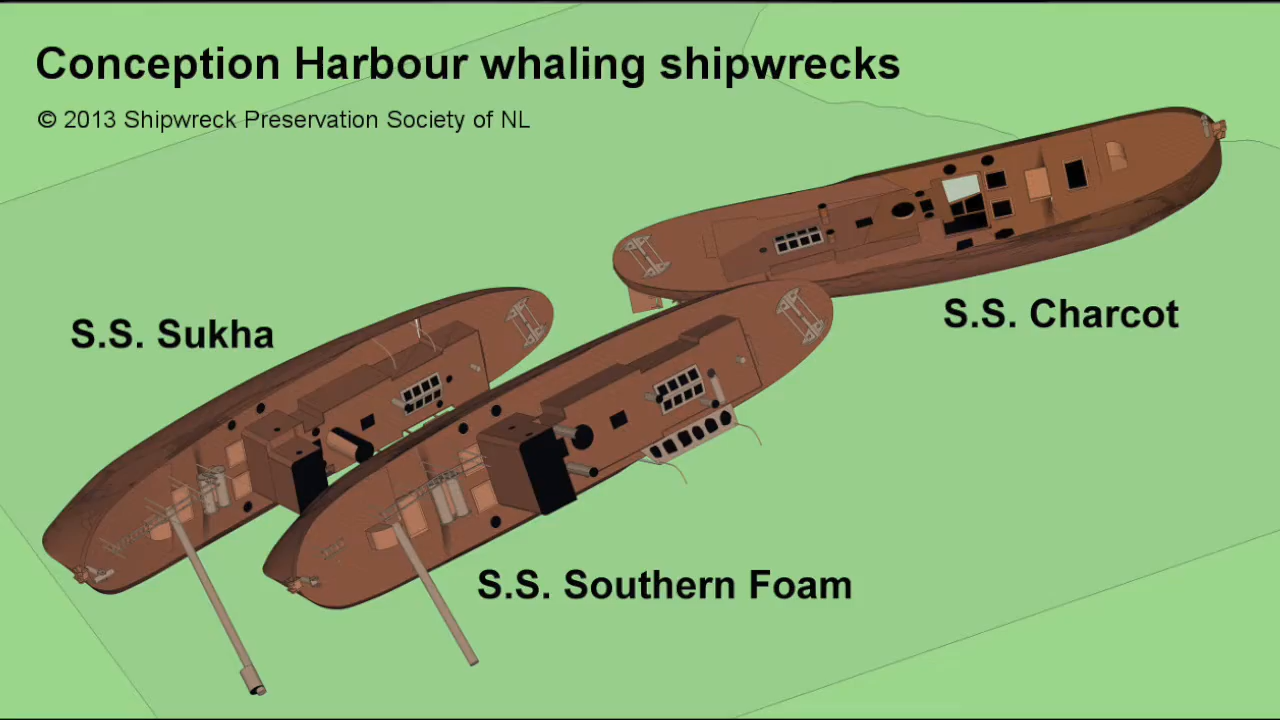 Conception Harbour whaling shipwrecks
© 2013 Shipwreck Preservation Society of NL
S.S. Charcot
S.S. Sukha
S.S. Southern Foam